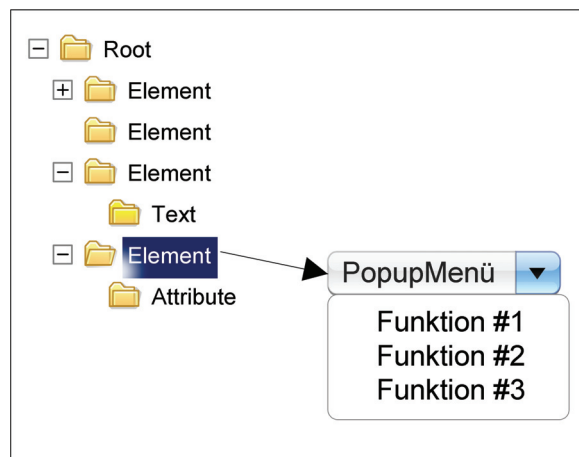 Root
Element
Element
Element
Text
Element
Attribute
PopupMenü
Funktion #1
Funktion #2
Funktion #3